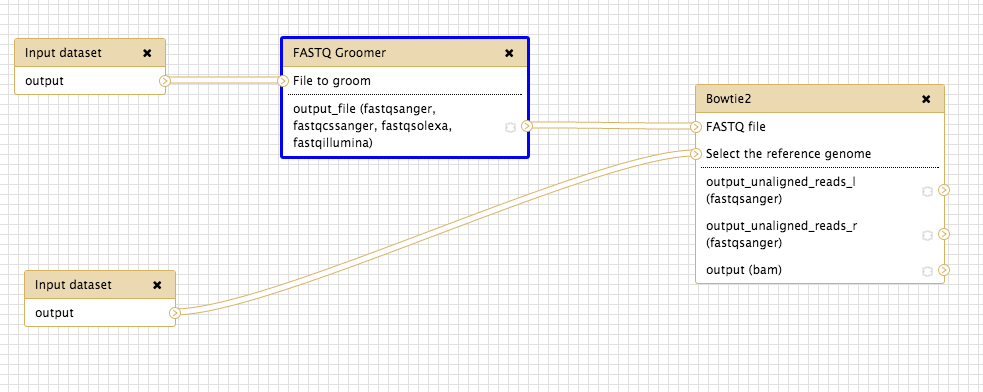 Input dataset
output
FASTQ Groomer
File to groom
output_file (fastqsanger,
fastqcssanger, fastqsolexa,
fastqillumina)
Bowtie2
FASTQ file
Select the reference genome
output_unaligned_reads_l
(fastqsanger)
output_unaligned_reads_r
(fastqsanger)
output (bam)
Input dataset
output